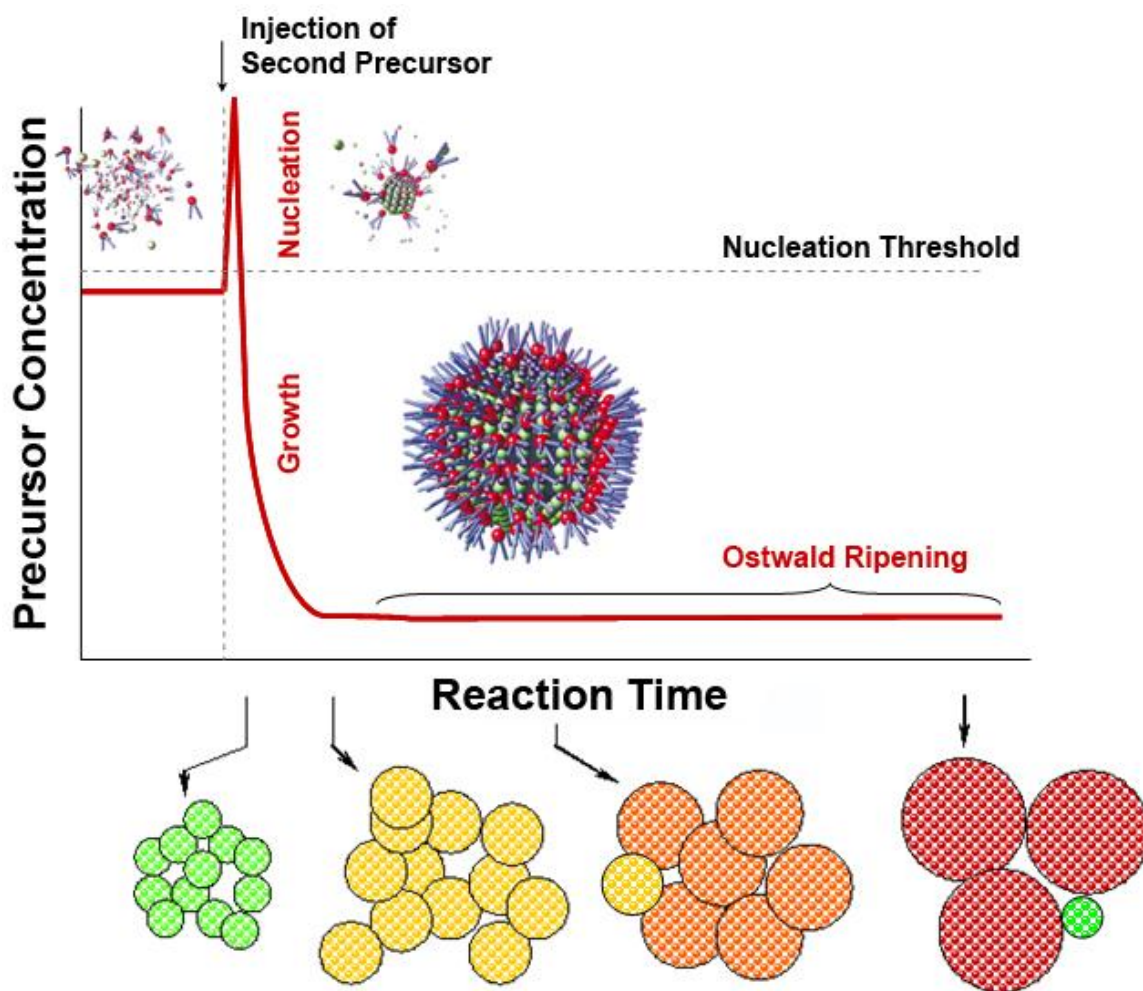 Injection of
Second Precursor
Precursor Concentration
Nucleation
Nucleation Threshold
Growth
Ostwald Ripening
Reaction Time